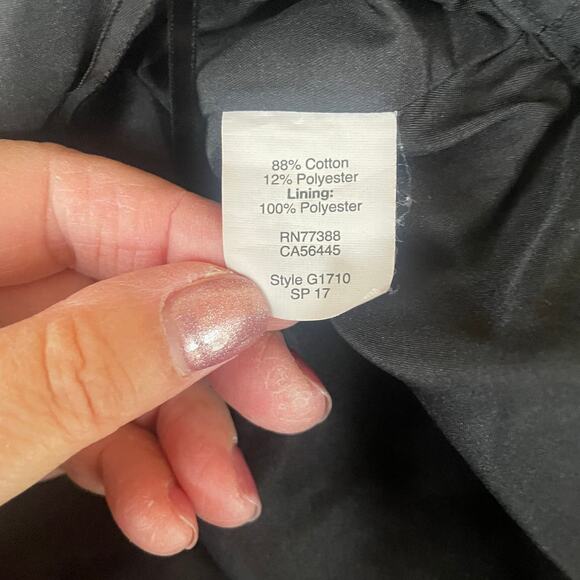 88% Cotton
12% Polyester
Lining:
100% Polyester
RN77388
CA56445
Style G1710
SP 17